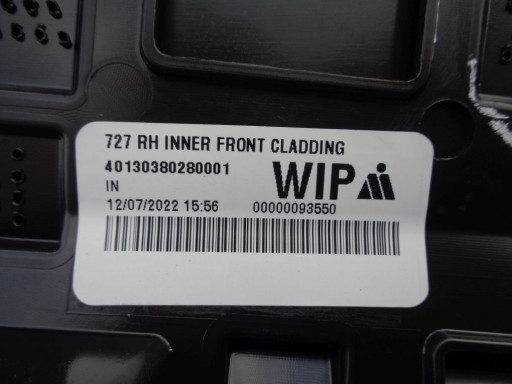 727 RH INNER FRONT CLADDING
40130380280001
IN
WIP
12/07/2022 15:56 00000093550